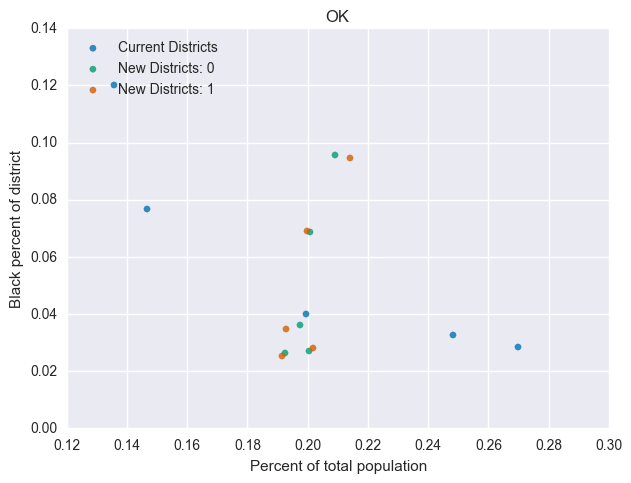 OK
0.14
0.12
0.10
0.08
0.06
0.04
0.02
0.00
Black percent of district
Current Districts
New Districts: 0
New Districts: 1
0.12 0.14 0.16 0.18 0.20 0.22 0.24 0.26 0.28 0.30
Percent of total population